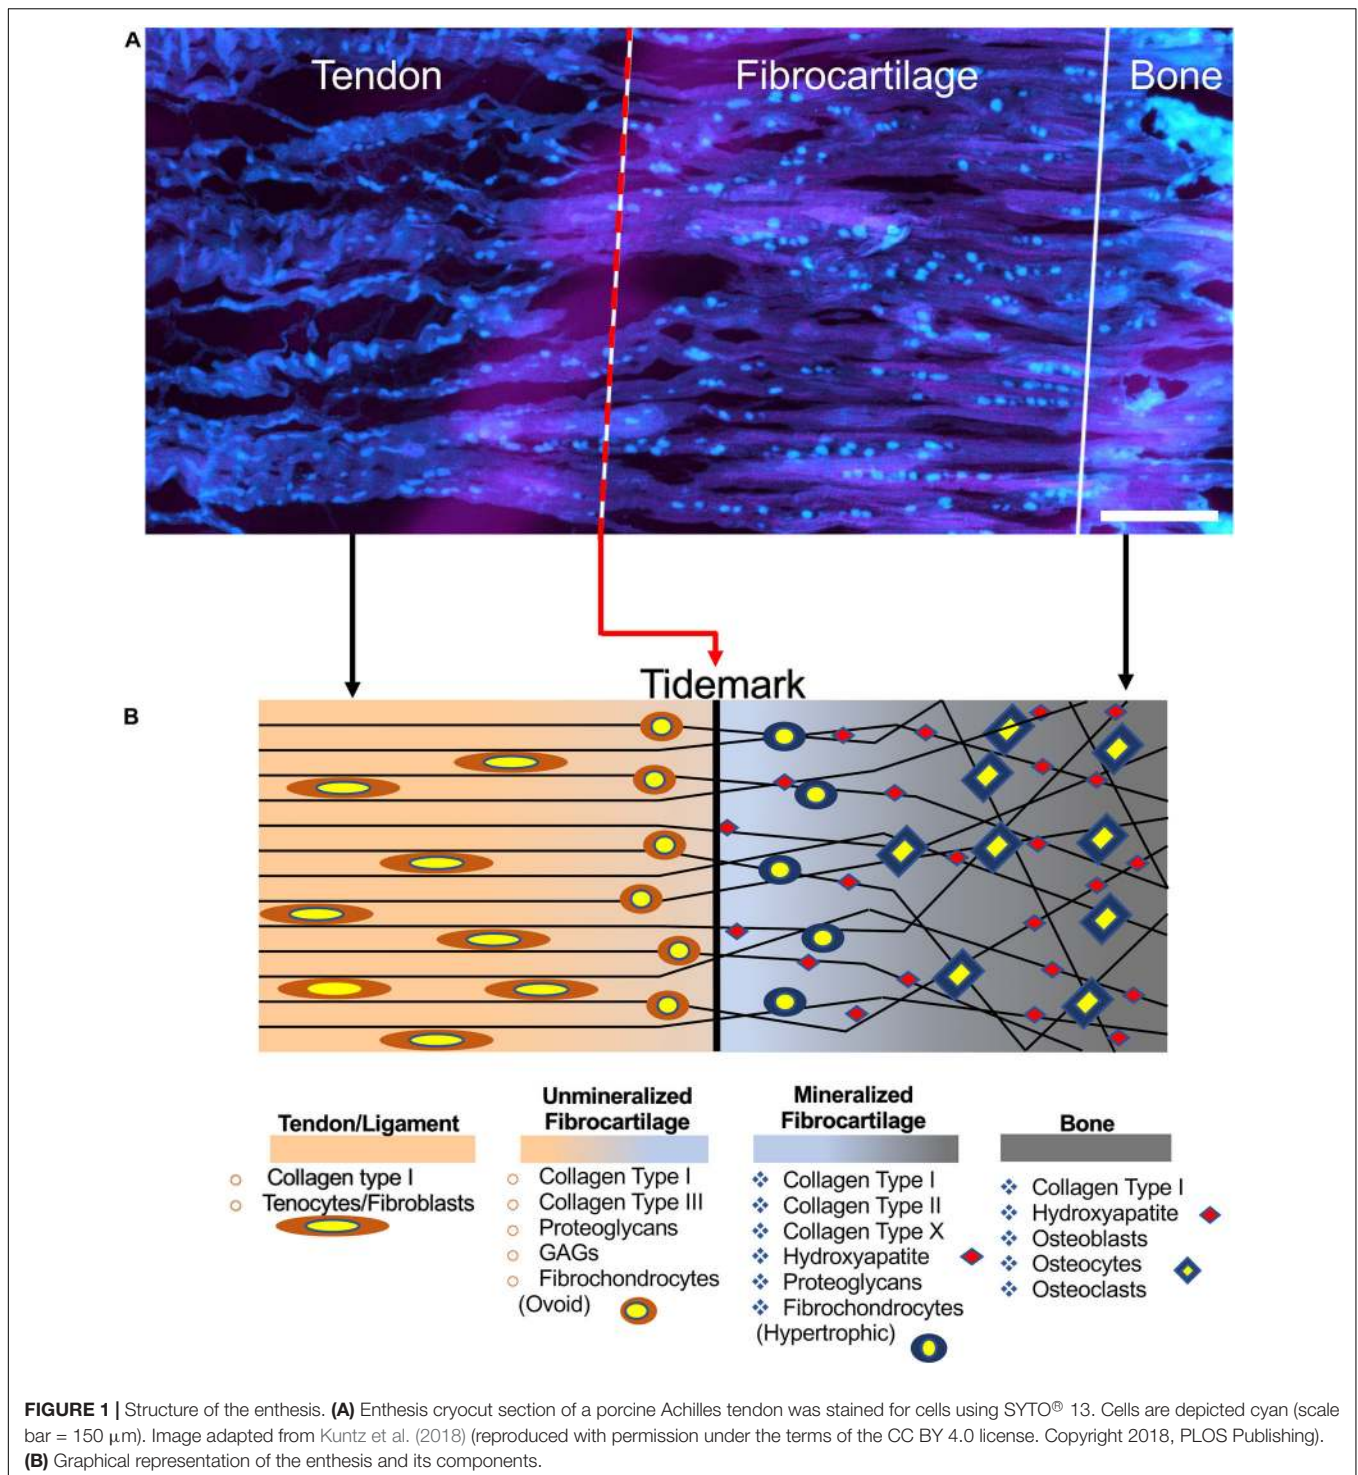 A
Tendon
Fibrocartilage
Bone
Tidemark
B
Tendon/Ligament
Collagen type I
Tenocytes/Fibroblasts
Unmineralized
Fibrocartilage
Collagen Type I
Collagen Type III
Proteoglycans
GAGs
Fibrochondrocytes
(Ovoid)
Mineralized
Fibrocartilage
Collagen Type I
Collagen Type II
Collagen Type X
Hydroxyapatite
Proteoglycans
Fibrochondrocytes
(Hypertrophic)
Bone
Collagen Type I
Hydroxyapatite
Osteoblasts
Osteocytes
Osteoclasts
FIGURE 1 | Structure of the enthesis. (A) Enthesis cryocut section of a porcine Achilles tendon was stained for cells using SYTO® 13. Cells are depicted cyan (scale
bar = 150 μm). Image adapted from Kuntz et al. (2018) (reproduced with permission under the terms of the CC BY 4.0 license. Copyright 2018, PLOS Publishing).
(B) Graphical representation of the enthesis and its components.